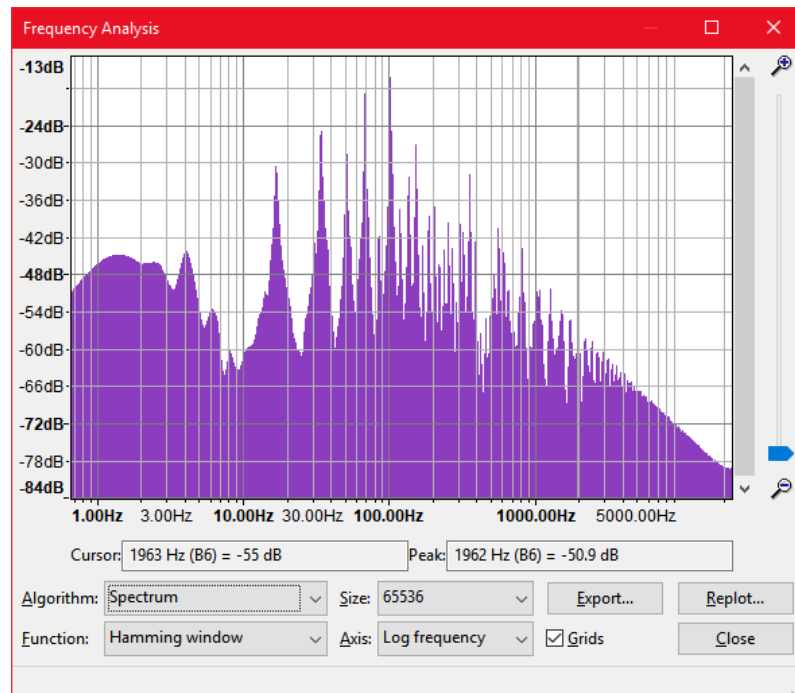 Frequency Analysis
-13dB
-24dB
-30dB
-36dB
-42dB
-48dB
-54dB
-60dB
-66dB
-72dB
-78dB
-84dB
1.00Hz 3.00Hz 10.00Hz 30.00Hz 100.00Hz 1000.00Hz 5000.00Hz
Cursor: 1963 Hz (B6) = -55 dB Peak: 1962 Hz (B6) = -50.9 dB
Algorithm: Spectrum Size: 65536 Export... Replot...
Function: Hamming window Axis: Log frequency Grids Close